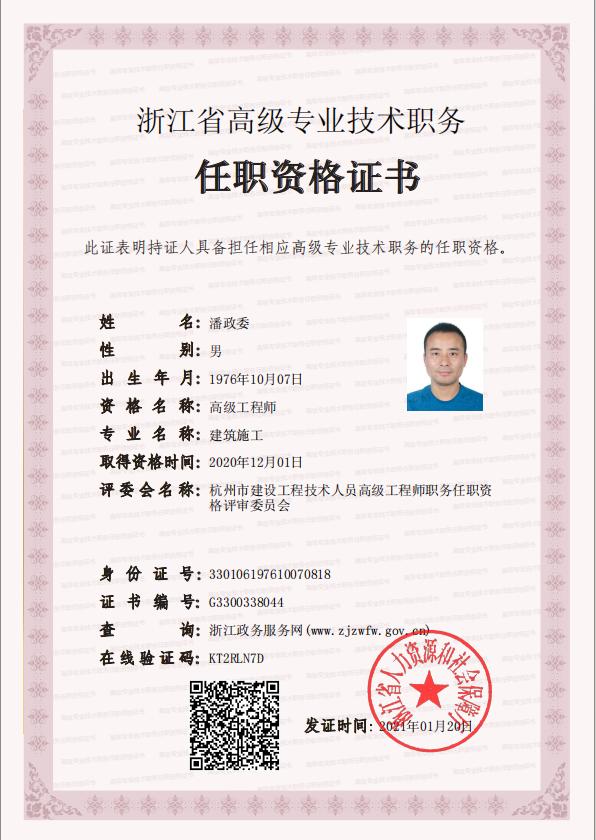 浙江省高级专业技术职务
任职资格证书
此证表明持证人具备担任相应高级专业技术职务的任职资格。
姓名：潘政委
性别：男
出生年月：1976年10月07日
资格名称：高级工程师
专业名称：建筑施工
取得资格时间：2020年12月01日
评委会名称：杭州市建设工程技术人员高级工程师职务任职资
格评审委员会
身份证号：330106197610070818
证书编号：G3300338044
查询：浙江政务服务网(www.zjzwfw.gov.cn)
在线验证码：KT2RLN7D
浙江省人力资源和社会保障厅
发证时间：2021年01月20日